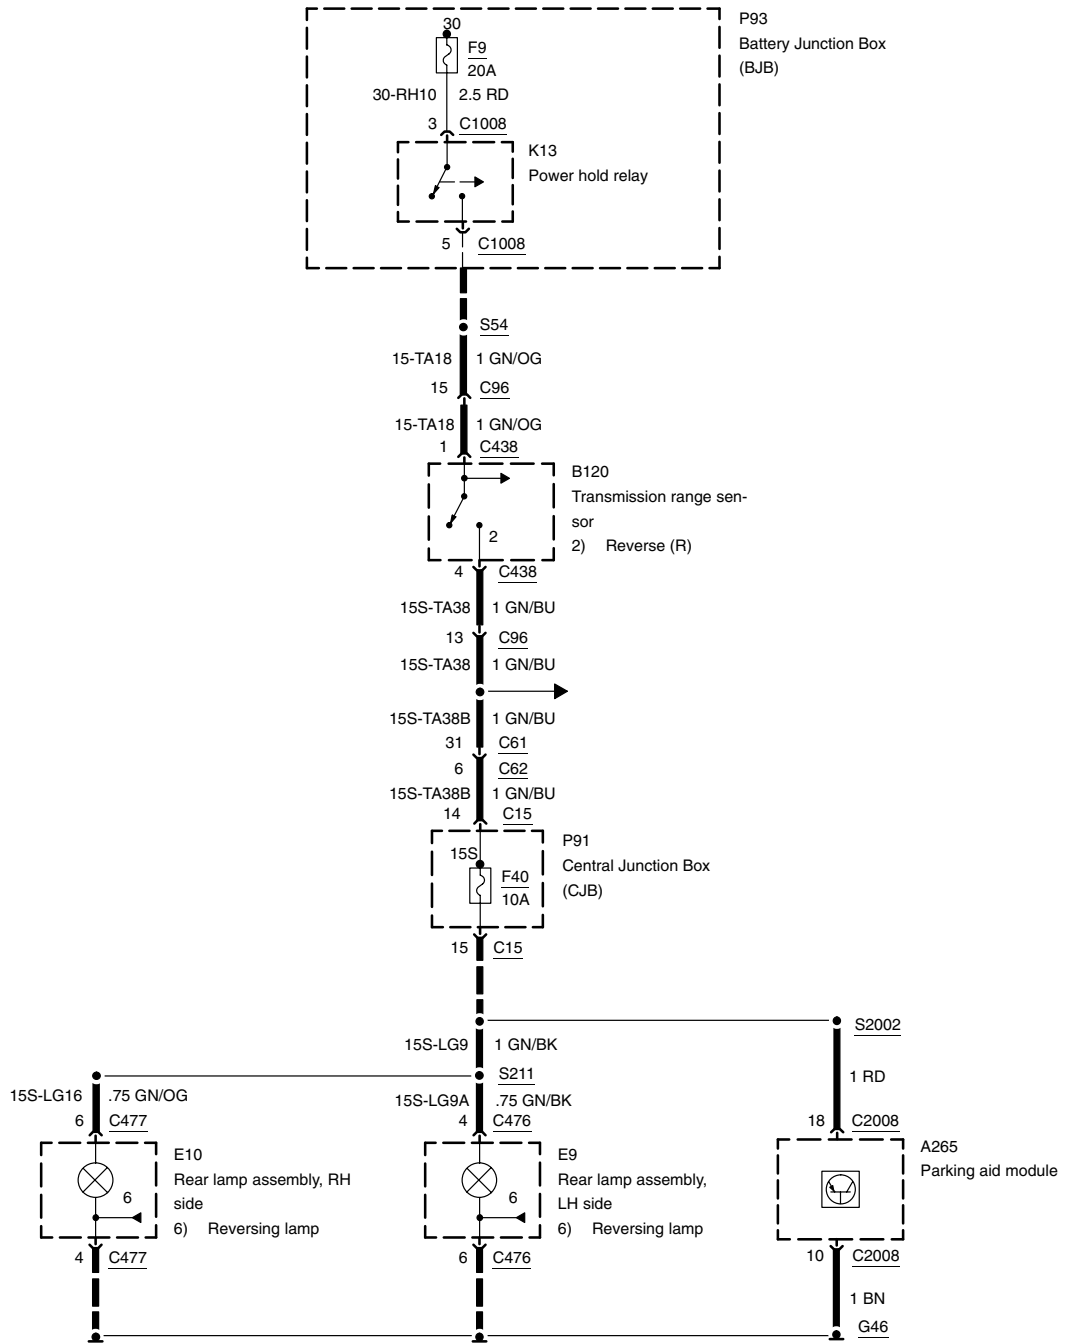 30
P93
Battery Junction Box
(BJB)
F9
20A
30-RH10 2.5 RD
3 C1008
K13
Power hold relay
5 C1008
S54
15-TA18 1 GN/OG
15 C96
15-TA18 1 GN/OG
1 C438
B120
Transmission range sen-
sor
2) Reverse (R)
2
4 C438
15S-TA38 1 GN/BU
13 C96
15S-TA38 1 GN/BU
15S-TA38B 1 GN/BU
31 C61
6 C62
15S-TA38B 1 GN/BU
14 C15
P91
Central Junction Box
(CJB)
15S
F40
10A
15 C15
S2002
15S-LG9 1 GN/BK
S211
1 RD
15S-LG16 .75 GN/OG
15S-LG9A .75 GN/BK
6 C477
4 C476
18 C2008
E10
Rear lamp assembly, RH
side
6) Reversing lamp
6
E9
Rear lamp assembly,
LH side
6) Reversing lamp
6
A265
Parking aid module
4 C477
6 C476
10 C2008
1 BN
G46